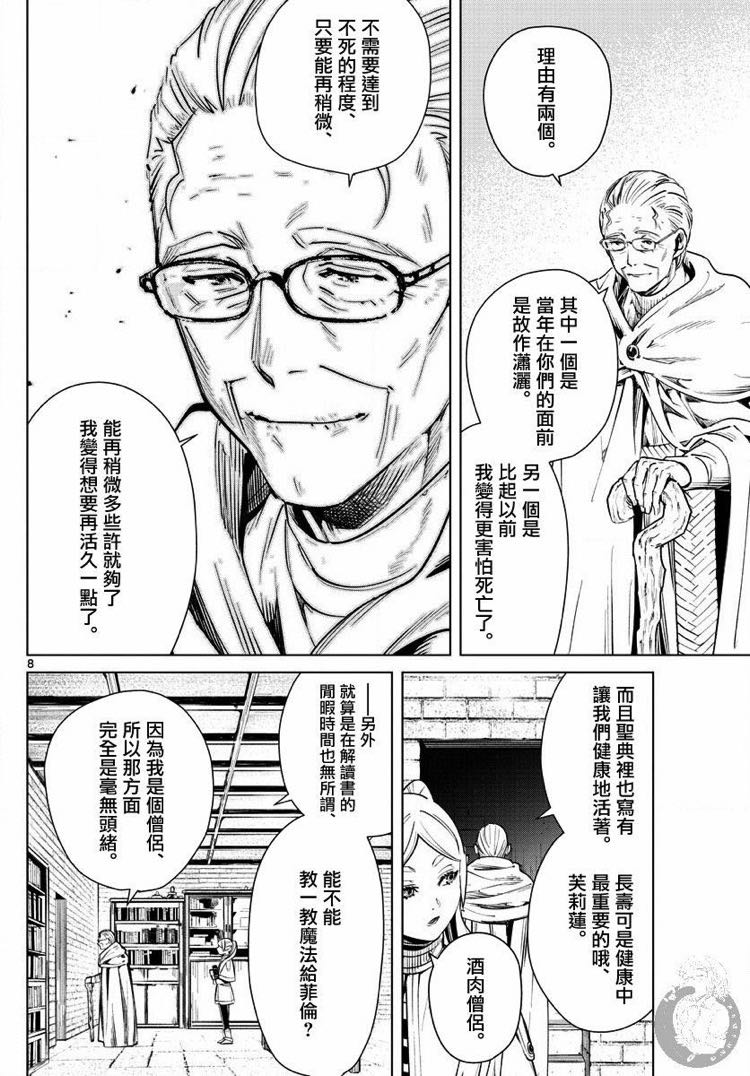 理由有兩個。
其中一個是
當年在你們的面前
是故作瀟灑。
另一個是
比起以前
我變得更害怕死亡了。
不需要達到
不死的程度、
只要能再稍微、
能再稍微多些許就夠了
我變得想要再活久一點了。
8
而且聖典裡也寫有
讓我們健康地活著。
長壽可是健康中
最重要的哦、
芙莉蓮。
酒肉僧侶。
——另外
就算是在解讀書的
閒暇時間也無所謂、
能不能
教一教魔法給菲倫？
因為我是個僧侶、
所以那方面
完全是毫無頭緒。